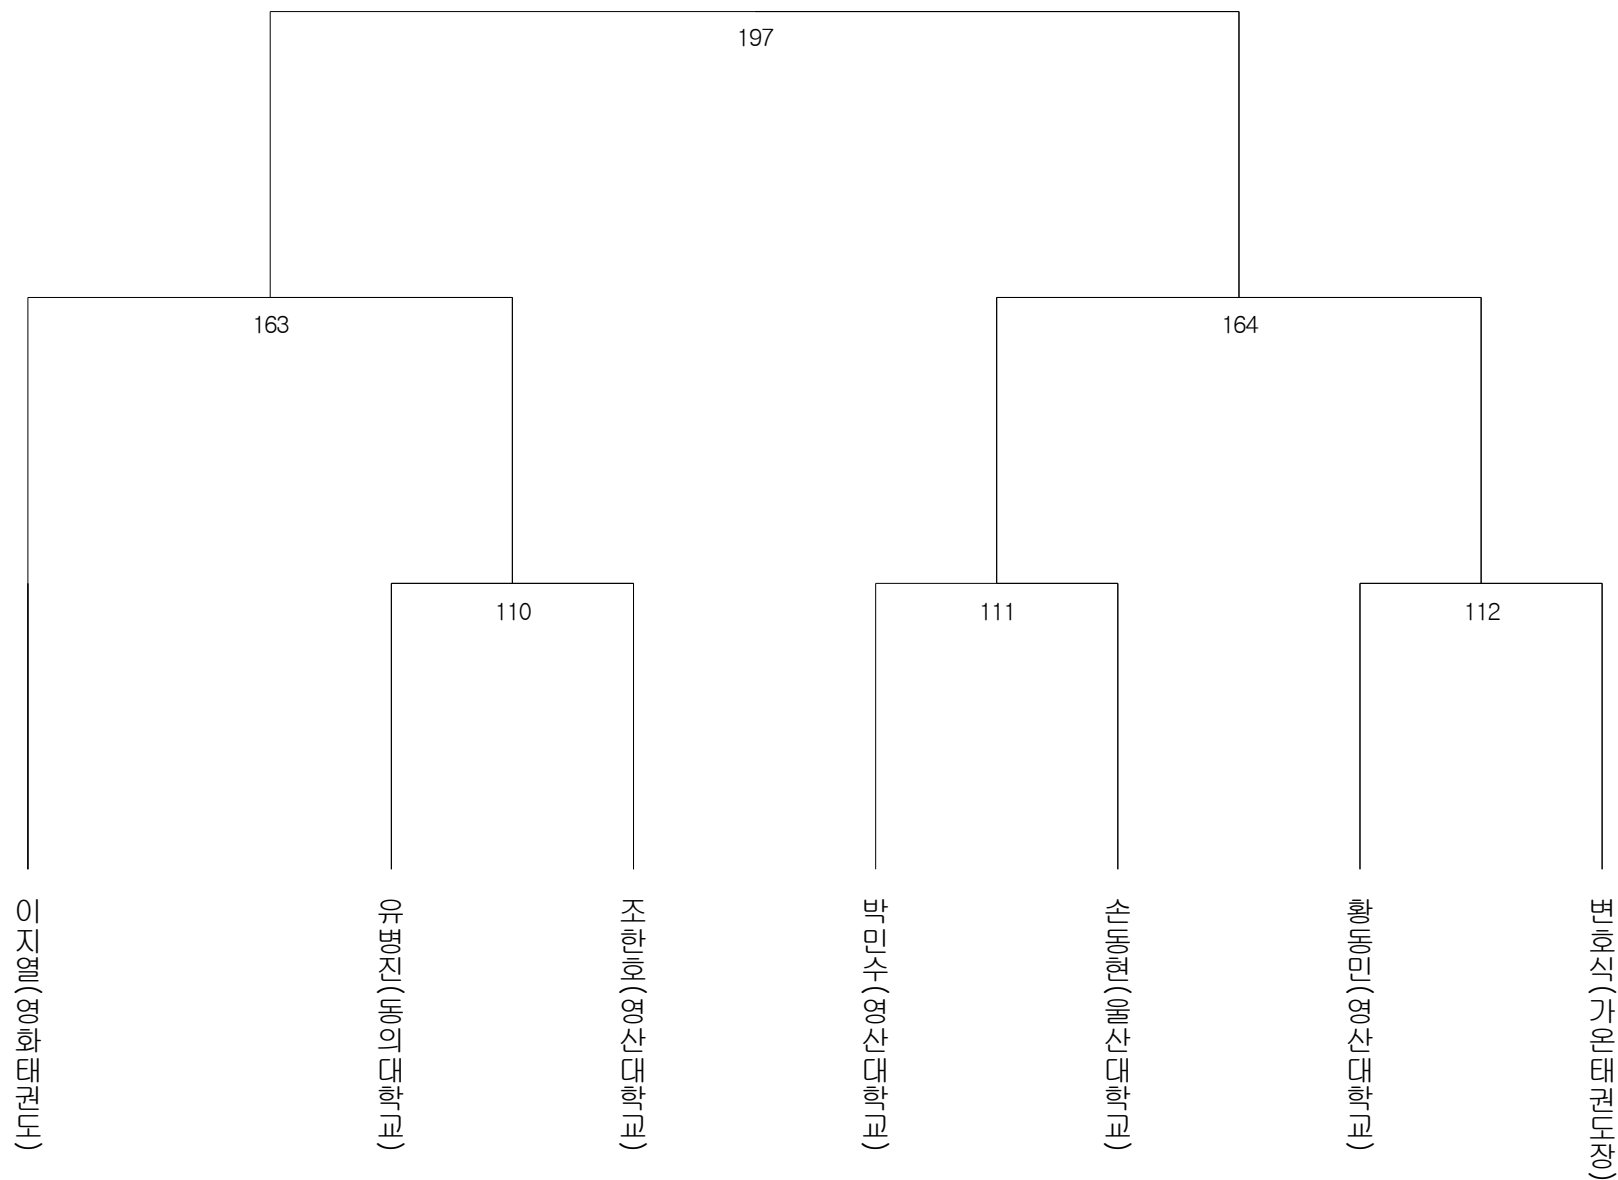 197
163
164
110
111
112
이지열(영화태권도)
유병진(동의대학교)
조한호(영산대학교)
박민수(영산대학교)
손동현(울산대학교)
황동민(영산대학교)
변호식(가온태권도장)